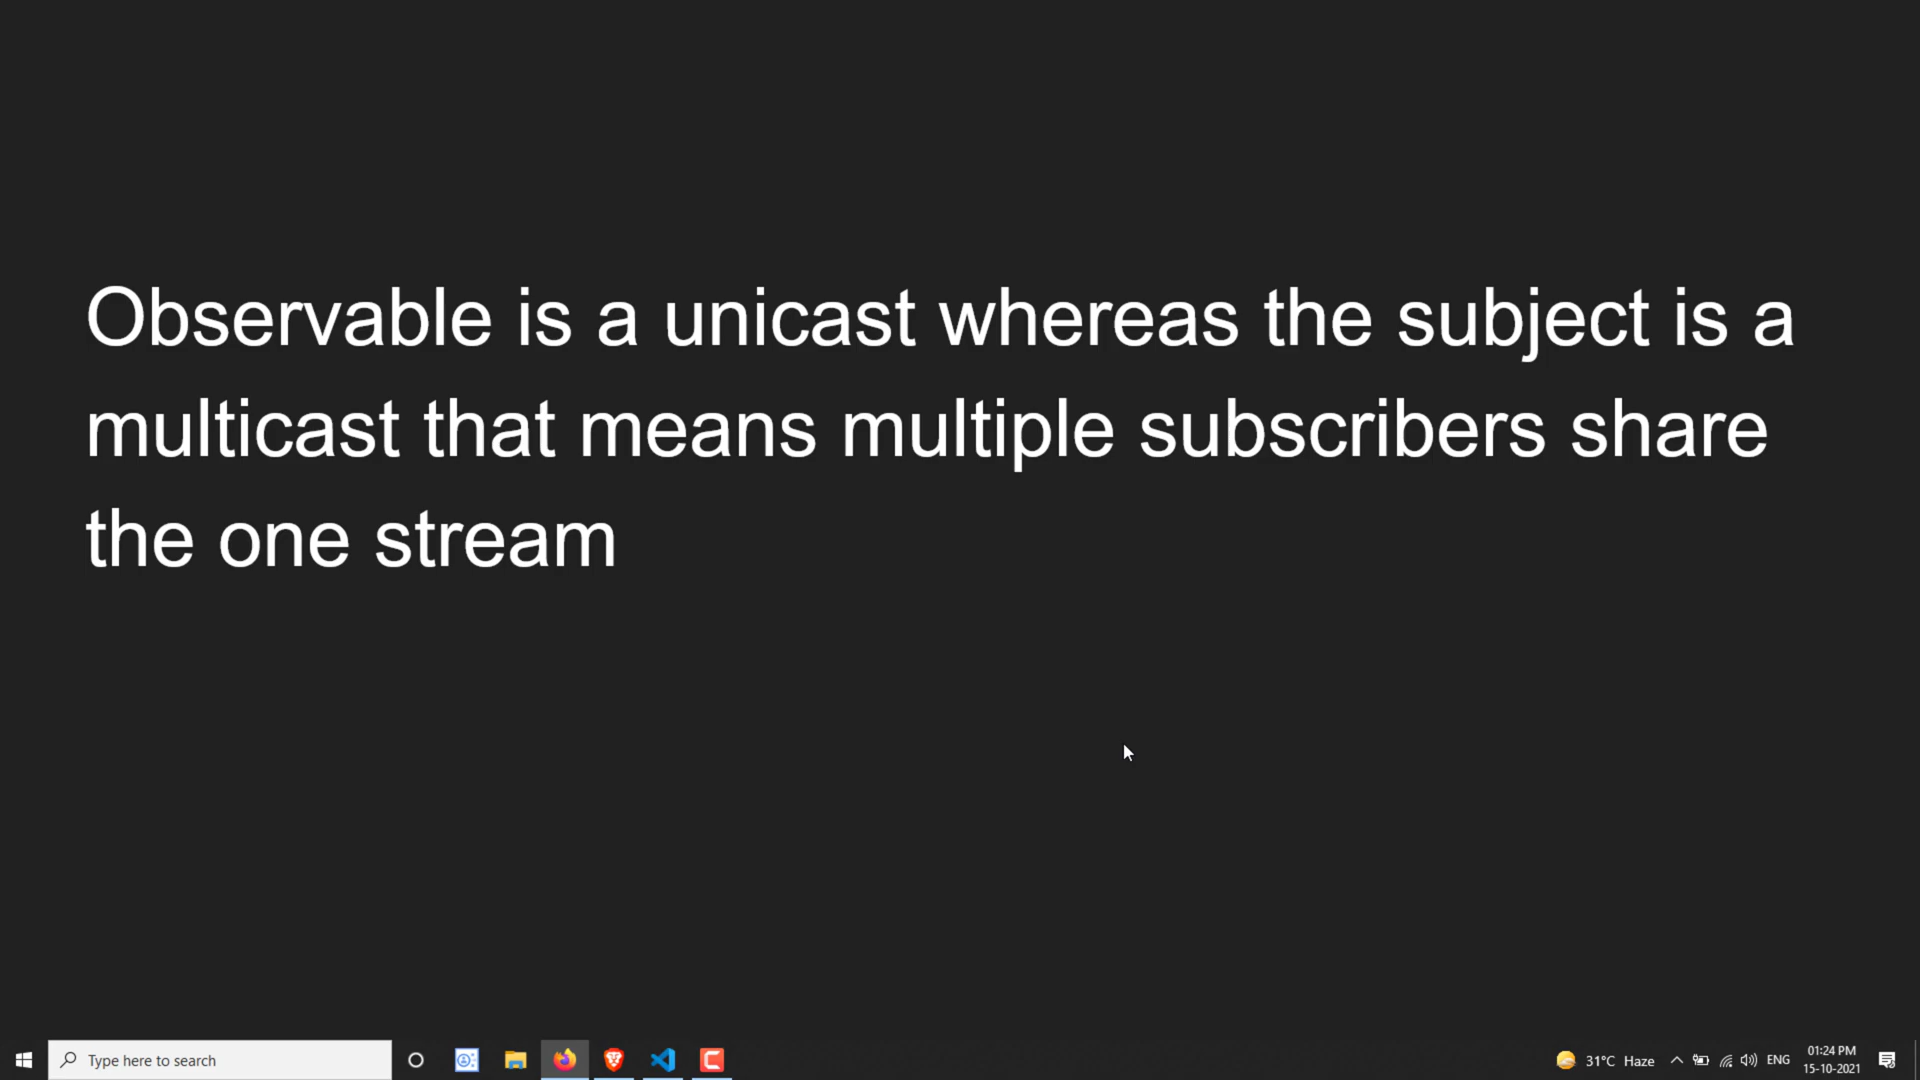 Observable is a unicast whereas the subject is a
multicast that means multiple subscribers share
the one stream
Type here to search
31°C Haze
ENG
01:24 PM
15-10-2021